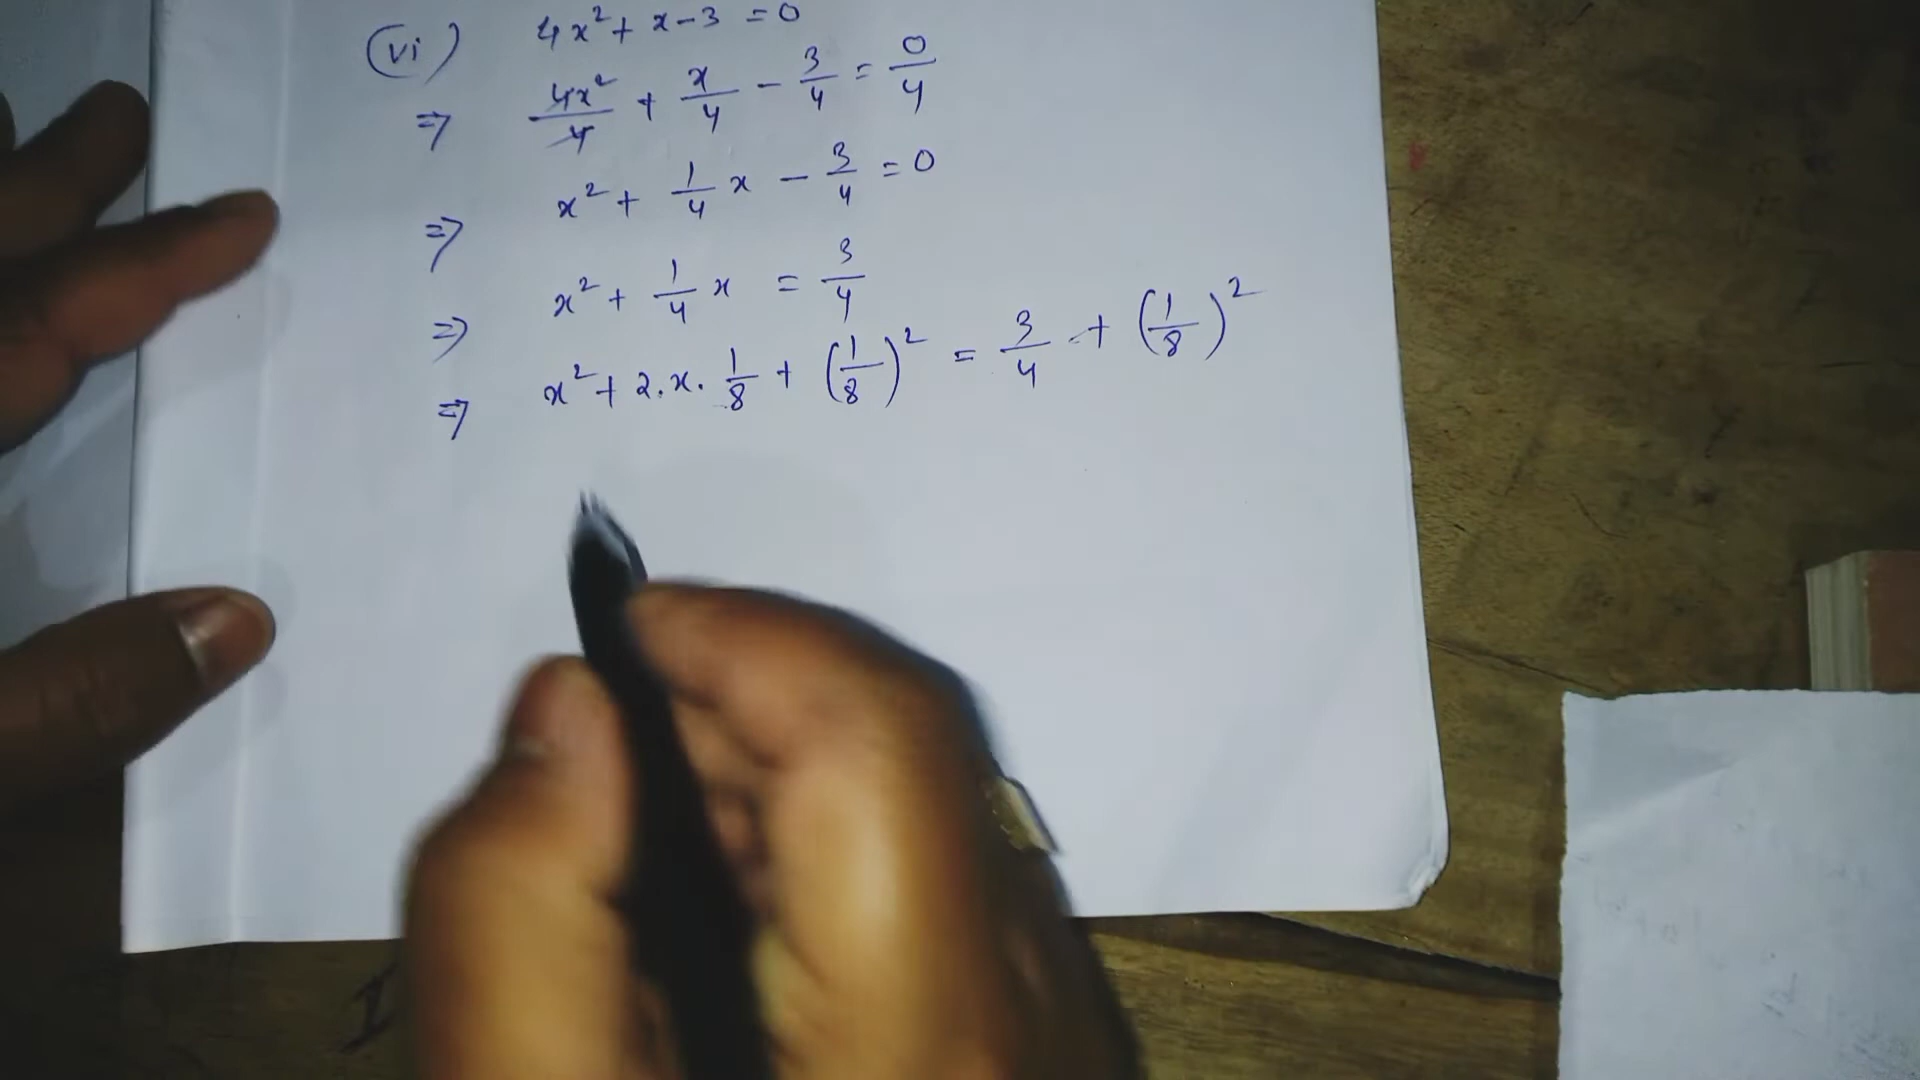 (vi) 4x² + x - 3 = 0
⇒ 4x²/4 + x/4 - 3/4 = 0/4
⇒ x² + 1/4 x - 3/4 = 0
⇒ x² + 1/4 x = 3/4
⇒ x² + 2.x. 1/8 + (1/8)² = 3/4 + (1/8)²